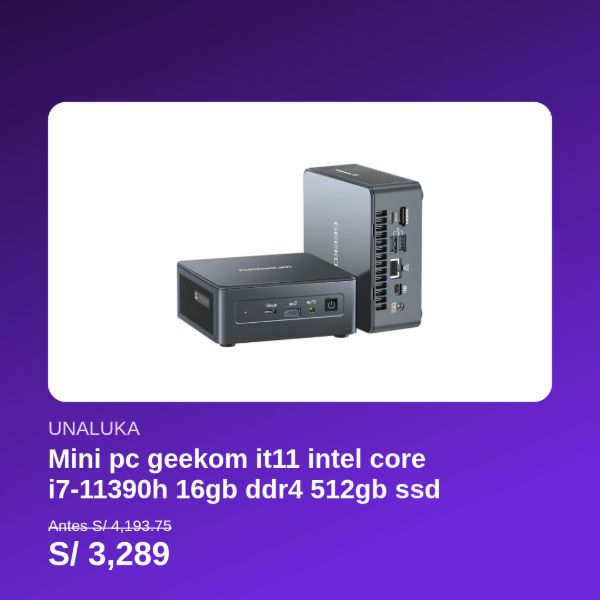 GEEKOM
UNALUKA
Mini pc geekom it11 intel core
i7-11390h 16gb ddr4 512gb ssd
Antes S/ 4,193.75
S/ 3,289